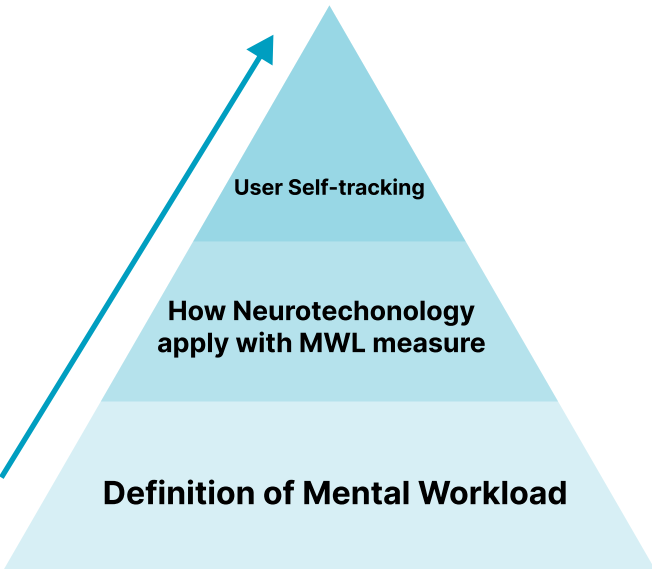 User Self-tracking
How Neurotechonology
apply with MWL measure
Definition of Mental Workload